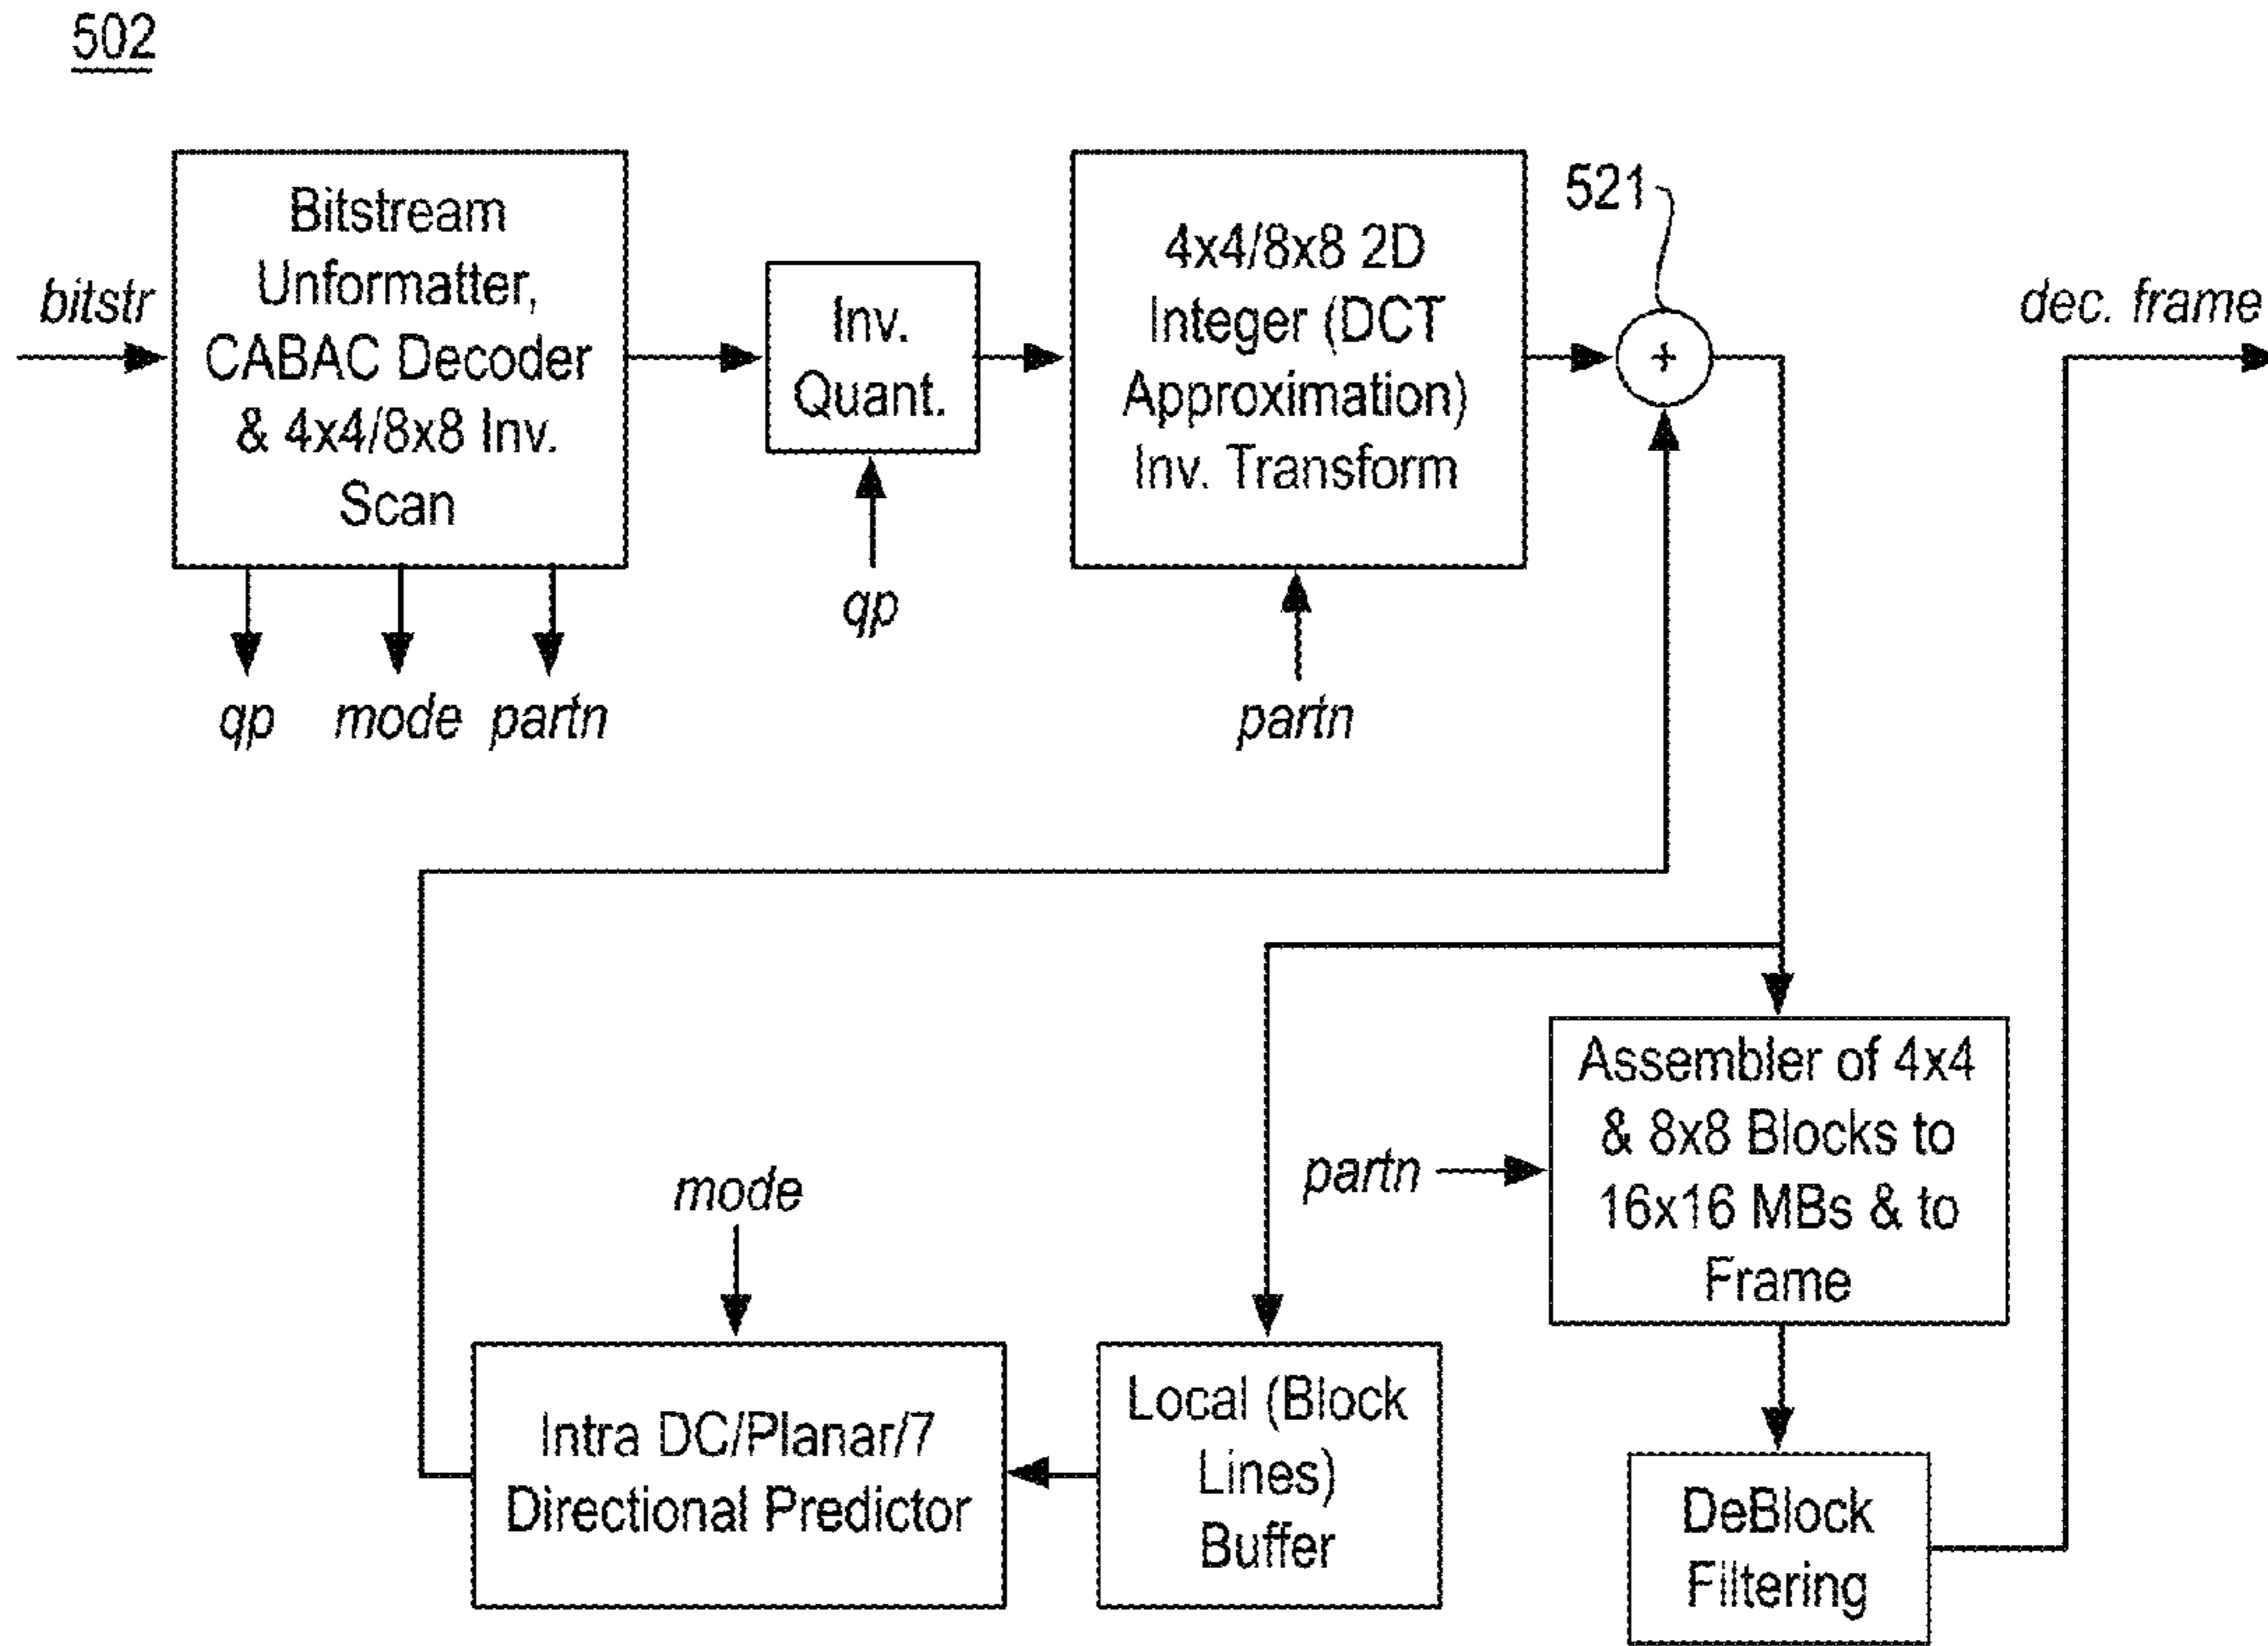 502
Bitstream
Unformatter,
CABAC Decoder
& 4x4/8x8 Inv.
Scan
bitstr
Inv.
Quant.
4x4/8x8 2D
Integer (DCT
Approximation)
Inv. Transform
521
+
dec. frame
qp
mode
partn
qp
partn
Assembler of 4x4
& 8x8 Blocks to
16x16 MBs & to
Frame
partn
mode
Intra DC/Planar/7
Directional Predictor
Local (Block
Lines)
Buffer
DeBlock
Filtering